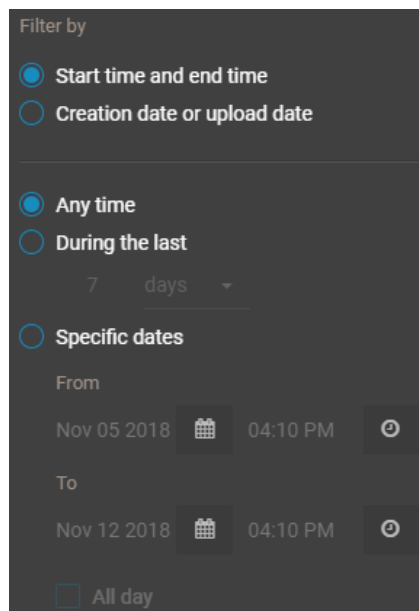 Filter by
Start time and end time
Creation date or upload date
Any time
During the last
7 days
Specific dates
From
Nov 05 2018 04:10 PM
To
Nov 12 2018 04:10 PM
All day